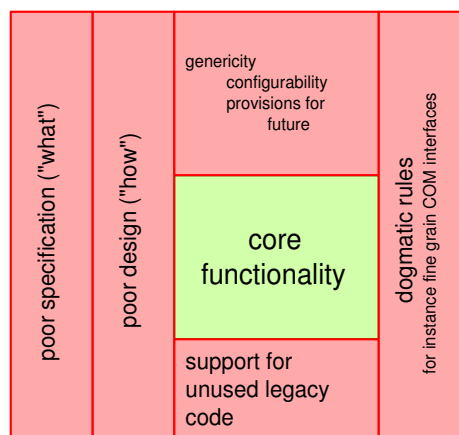 poor specification ("what")
poor design ("how")
genericity
configurability
provisions for
future
core
functionality
support for
unused legacy
code
dogmatic rules
for instance fine grain COM interfaces